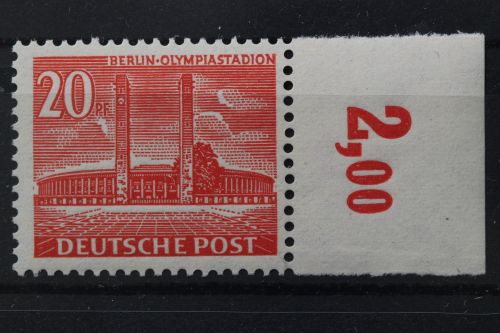 BERLIN·OLYMPIASTADION
20 PF.
DEUTSCHE POST
2,00